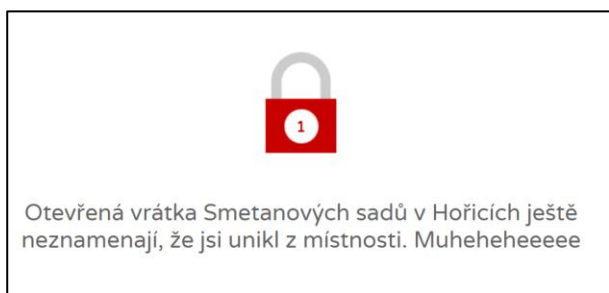 1
Otevřená vrátka Smetanových sadů v Hořicích ještě
neznamenají, že jsi unikl z místnosti. Muheheheeeee